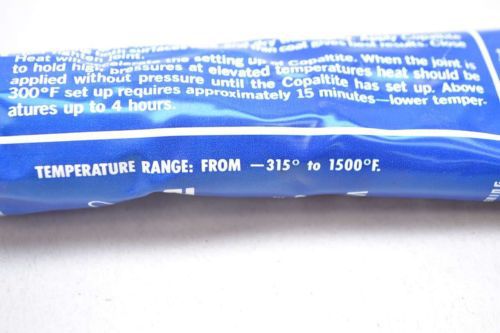 Heat will
the setting up of Copaltite. When the joint is
to hold high pressures at elevated temperatures heat should be
applied without pressure until the Copaltite has set up. Above
300°F set up requires approximately 15 minutes—lower temper-
atures up to 4 hours.
TEMPERATURE RANGE: FROM —315° to 1500°F.